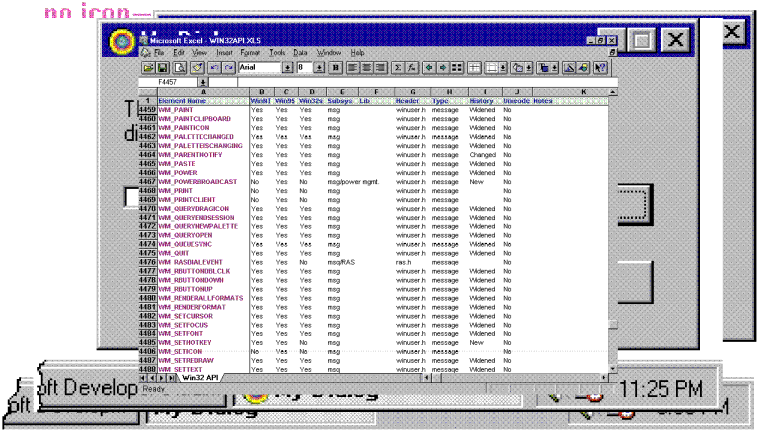 no icon
Microsoft Excel - WIN32API.XLS
File Edit View Insert Format Tools Data Window Help
Arial 8
F4457
A B C D E F G H I J K
1 Element Name WinNT Win95 Win32s Subsys Lib Header Type History Unicode Notes
4459 WM_PAINT Yes Yes Yes msg winuser.h message Widened No
4460 WM_PAINTCLIPBOARD Yes Yes Yes msg winuser.h message Widened No
4461 WM_PAINTICON Yes Yes Yes msg winuser.h message Widened No
4462 WM_PALETTECHANGED Yes Yes Yes msg winuser.h message Widened No
4463 WM_PALETTEISCHANGING Yes Yes Yes msg winuser.h message Widened No
4464 WM_PARENTNOTIFY Yes Yes Yes msg winuser.h message Changed No
4465 WM_PASTE Yes Yes Yes msg winuser.h message Widened No
4466 WM_POWER Yes Yes Yes msg winuser.h message Widened No
4467 WM_POWERBROADCAST No Yes No msg/power mgmt. winuser.h message New No
4468 WM_PRINT No Yes No msg winuser.h message No
4469 WM_PRINTCLIENT No Yes No msg winuser.h message No
4470 WM_QUERYDRAGICON Yes Yes Yes msg winuser.h message Widened No
4471 WM_QUERYENDSESSION Yes Yes Yes msg winuser.h message Widened No
4472 WM_QUERYNEWPALETTE Yes Yes Yes msg winuser.h message Widened No
4473 WM_QUERYOPEN Yes Yes Yes msg winuser.h message Widened No
4474 WM_QUEUESYNC Yes Yes Yes msg winuser.h message Widened No
4475 WM_QUIT Yes Yes Yes msg winuser.h message Widened No
4476 WM_RASDIALEVENT Yes Yes No msg/RAS ras.h message No
4477 WM_RBUTTONDBLCLK Yes Yes Yes msg winuser.h message Widened No
4478 WM_RBUTTONDOWN Yes Yes Yes msg winuser.h message Widened No
4479 WM_RBUTTONUP Yes Yes Yes msg winuser.h message Widened No
4480 WM_RENDERALLFORMATS Yes Yes Yes msg winuser.h message Widened No
4481 WM_RENDERFORMAT Yes Yes Yes msg winuser.h message Widened No
4482 WM_SETCURSOR Yes Yes Yes msg winuser.h message Widened No
4483 WM_SETFOCUS Yes Yes Yes msg winuser.h message Widened No
4484 WM_SETFONT Yes Yes Yes msg winuser.h message Widened No
4485 WM_SETHOTKEY Yes Yes No msg winuser.h message New No
4486 WM_SETICON No Yes No msg winuser.h message No
4487 WM_SETREDRAW Yes Yes Yes msg winuser.h message Widened No
4488 WM_SETTEXT Yes Yes Yes msg winuser.h message Widened No
Win32 API
Ready
oft Develop 11:25 PM
oft My Dialog